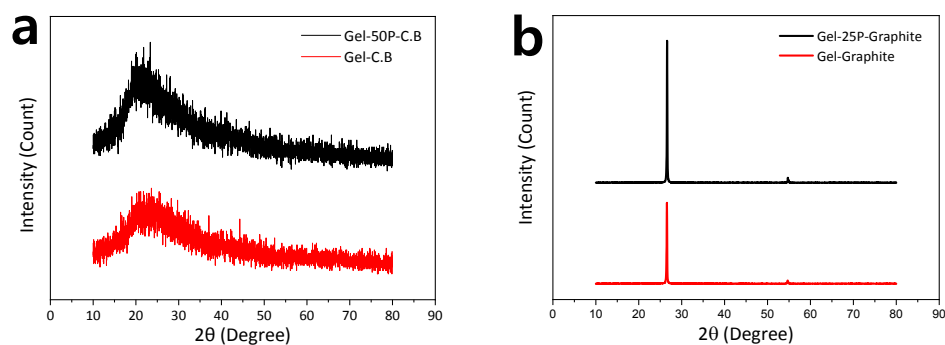 a
Gel-50P-C.B
Gel-C.B
Intensity (Count)
0 10 20 30 40 50 60 70 80 90
2θ (Degree)
b
Gel-25P-Graphite
Gel-Graphite
Intensity (Count)
0 10 20 30 40 50 60 70 80 90
2θ (Degree)